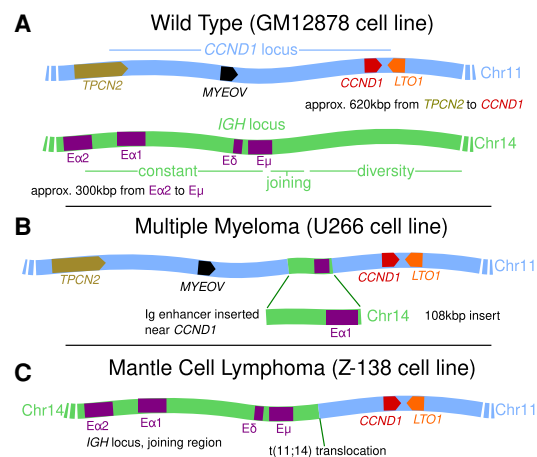 A
Wild Type (GM12878 cell line)
CCND1 locus
Chr11
TPCN2
MYEOV
CCND1
LTO1
approx. 620kbp from TPCN2 to CCND1
IGH locus
Chr14
Eα2
Eα1
Eδ
Eμ
constant
joining
diversity
approx. 300kbp from Eα2 to Eμ
B
Multiple Myeloma (U266 cell line)
Chr11
TPCN2
MYEOV
CCND1
LTO1
Ig enhancer inserted
near CCND1
Chr14
108kbp insert
Eα1
C
Mantle Cell Lymphoma (Z-138 cell line)
Chr14
Chr11
Eα2
Eα1
Eδ
Eμ
CCND1
LTO1
IGH locus, joining region
t(11;14) translocation